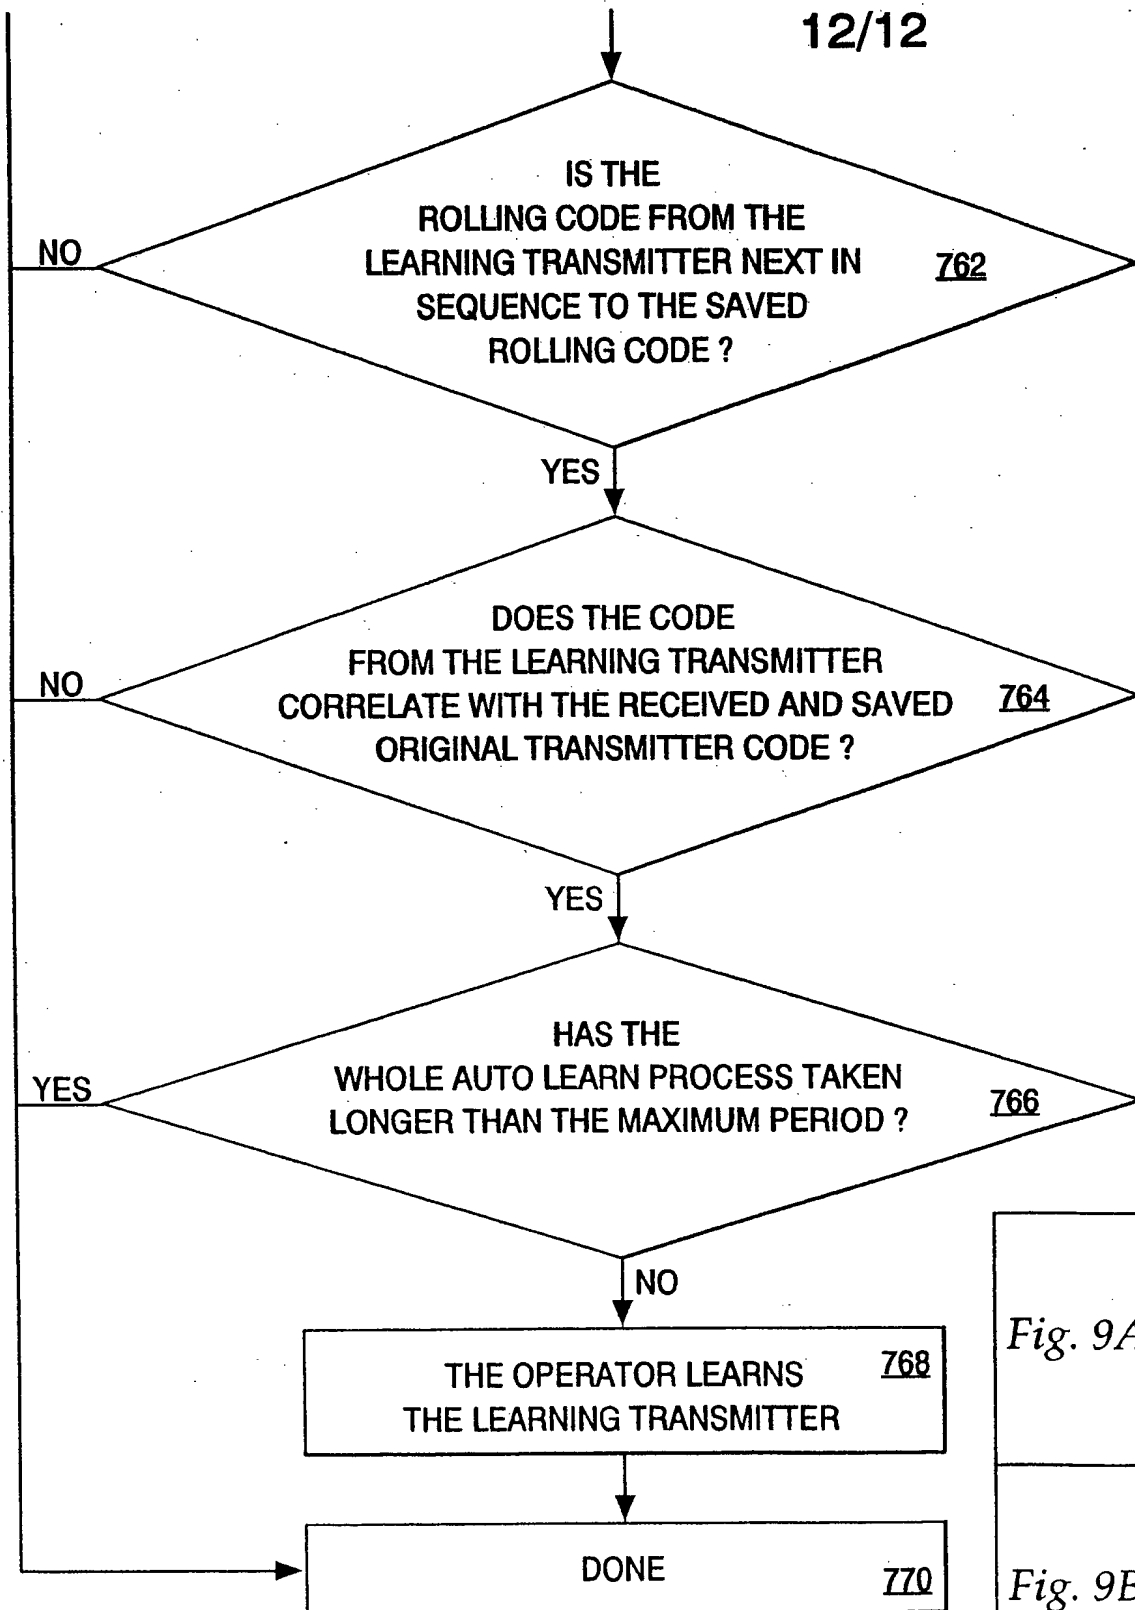 12/12
IS THE
ROLLING CODE FROM THE
LEARNING TRANSMITTER NEXT IN
SEQUENCE TO THE SAVED
ROLLING CODE ?
762
NO
YES
DOES THE CODE
FROM THE LEARNING TRANSMITTER
CORRELATE WITH THE RECEIVED AND SAVED
ORIGINAL TRANSMITTER CODE ?
764
NO
YES
HAS THE
WHOLE AUTO LEARN PROCESS TAKEN
LONGER THAN THE MAXIMUM PERIOD ?
766
YES
NO
THE OPERATOR LEARNS
THE LEARNING TRANSMITTER
768
Fig. 9A
DONE
770
Fig. 9B